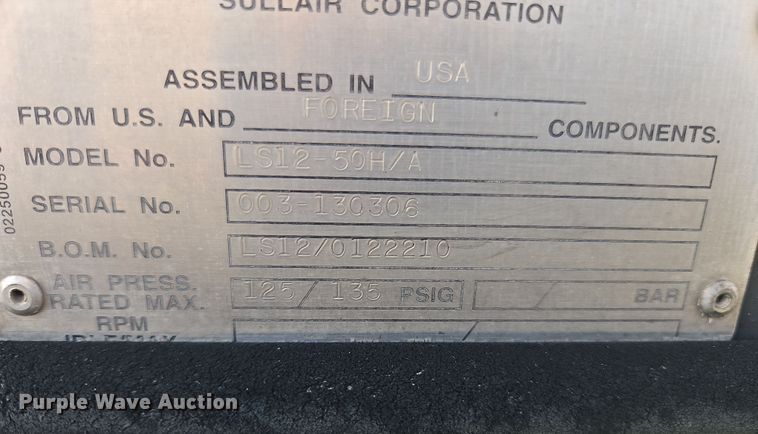 SULLAIR CORPORATION
ASSEMBLED IN USA
FROM U.S. AND FOREIGN COMPONENTS.
MODEL No. LS12-50H/A
SERIAL No. 003-130306
B.O.M. No. LS12/0122210
AIR PRESS.
RATED MAX. 125 / 135 PSIG / BAR
RPM
02250059
Purple Wave Auction